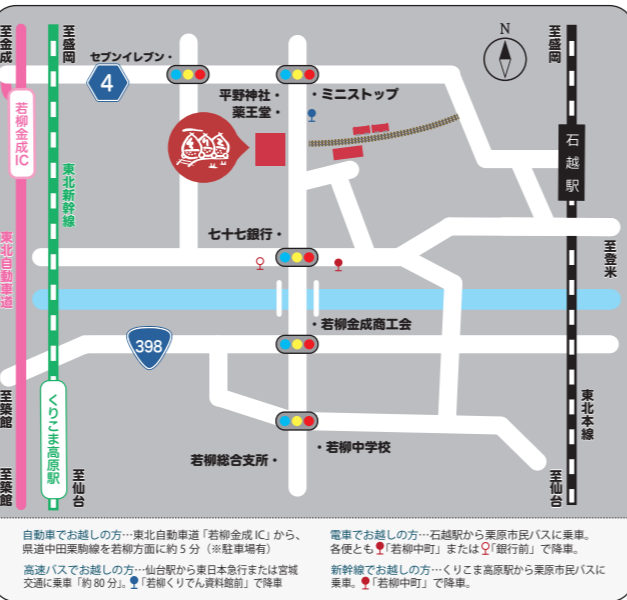 至金成
至盛岡
セブンイレブン・
4
N
至盛岡
平野神社・
・ミニストップ
薬王堂・
若柳金成IC
石越駅
東北新幹線
東北自動車道
七十七銀行・
至登米
・若柳金成商工会
398
至築館
くりこま高原駅
東北本線
至築館
至仙台
・若柳中学校
若柳総合支所・
至仙台
自動車でお越しの方…東北自動車道「若柳金成 IC」から、
県道中田栗駒線を若柳方面に約 5 分（※駐車場有）
高速バスでお越しの方…仙台駅から東日本急行または宮城
交通に乗車「約 80 分」。「若柳くりでん資料館前」で降車
電車でお越しの方…石越駅から栗原市民バスに乗車。
各便とも「若柳中町」または「銀行前」で降車。
新幹線でお越しの方…くりこま高原駅から栗原市民バスに
乗車。「若柳中町」で降車。